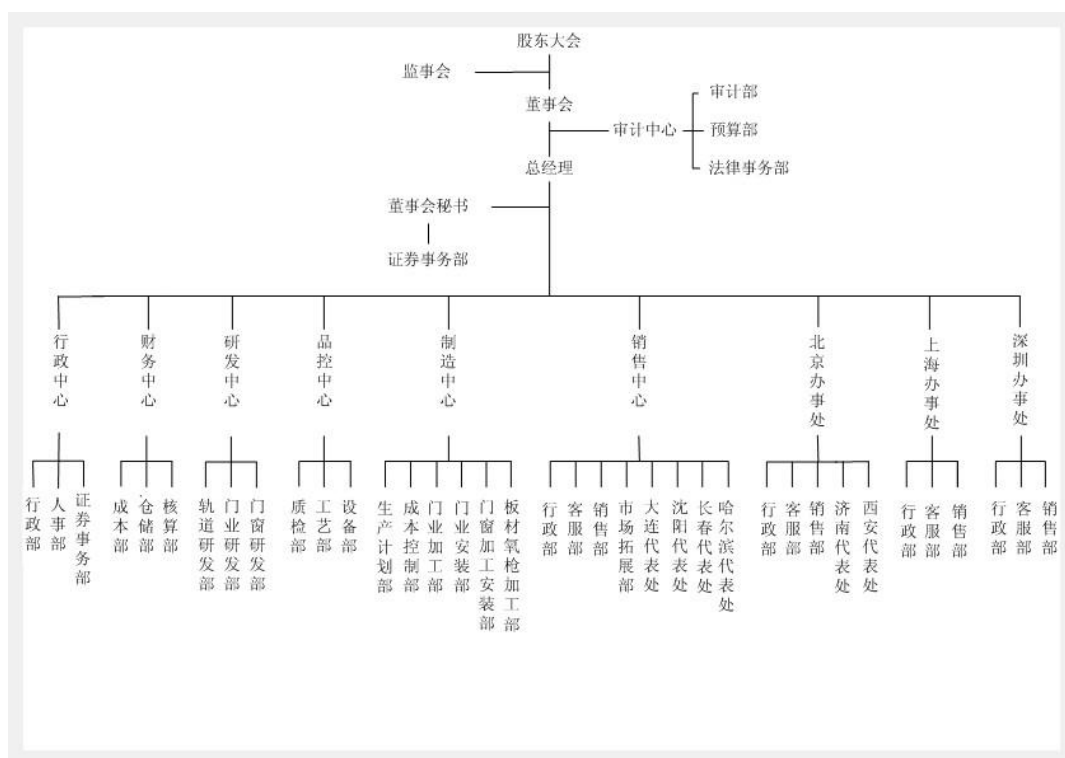 股东大会
监事会
董事会
审计部
审计中心
预算部
总经理
法律事务部
董事会秘书
证券事务部
行政中心
财务中心
研发中心
品控中心
制造中心
销售中心
北京办事处
上海办事处
深圳办事处
行政部
人事部
证券事务部
成本部
仓储部
核算部
轨道研发部
门业研发部
门窗研发部
质检部
工艺部
设备部
生产计划部
成本控制部
门业加工部
门业安装部
门窗加工安装部
板材氧枪加工部
行政部
客服部
销售部
市场拓展部
大连代表处
沈阳代表处
长春代表处
哈尔滨代表处
行政部
客服部
销售部
济南代表处
西安代表处
行政部
客服部
销售部
行政部
客服部
销售部